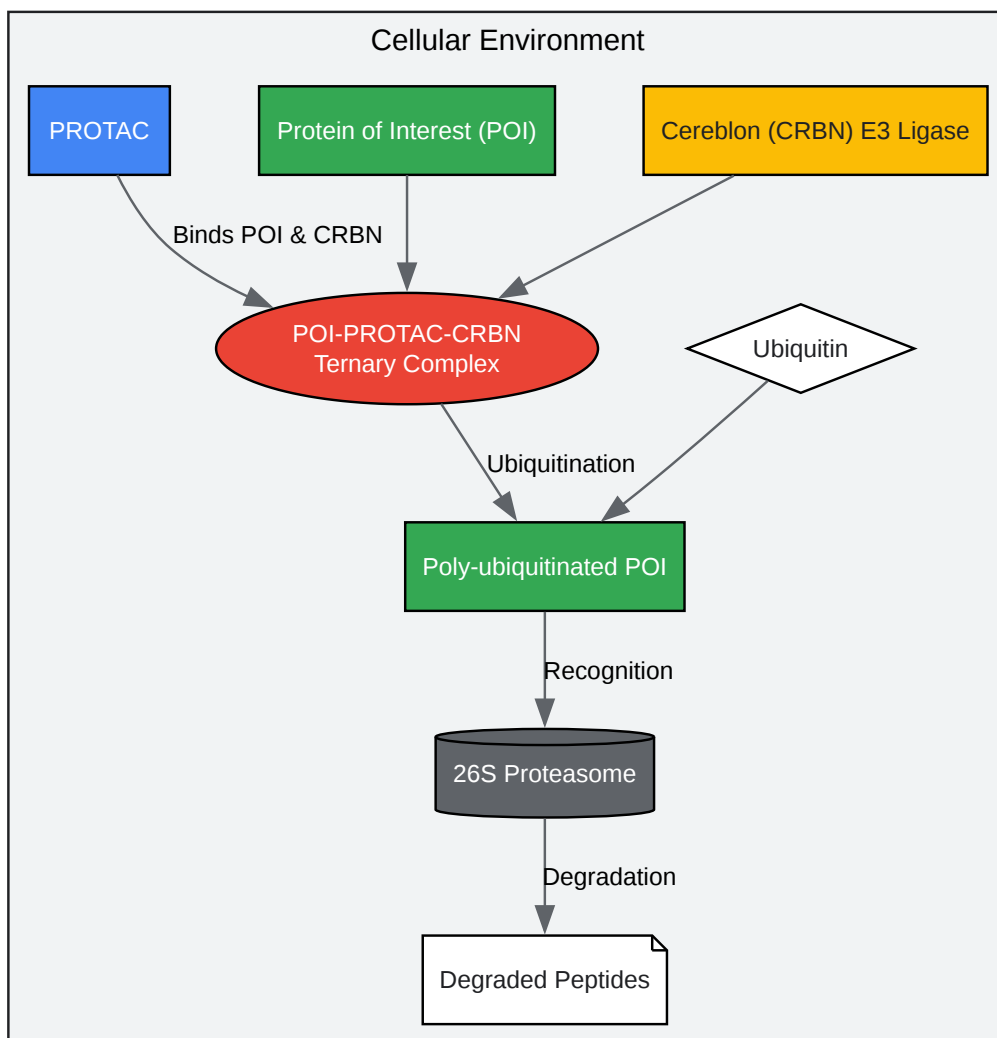 Cellular Environment
PROTAC
Protein of Interest (POI)
Cereblon (CRBN) E3 Ligase
Binds POI & CRBN
POI-PROTAC-CRBN
Ternary Complex
Ubiquitin
Ubiquitination
Poly-ubiquitinated POI
Recognition
26S Proteasome
Degradation
Degraded Peptides